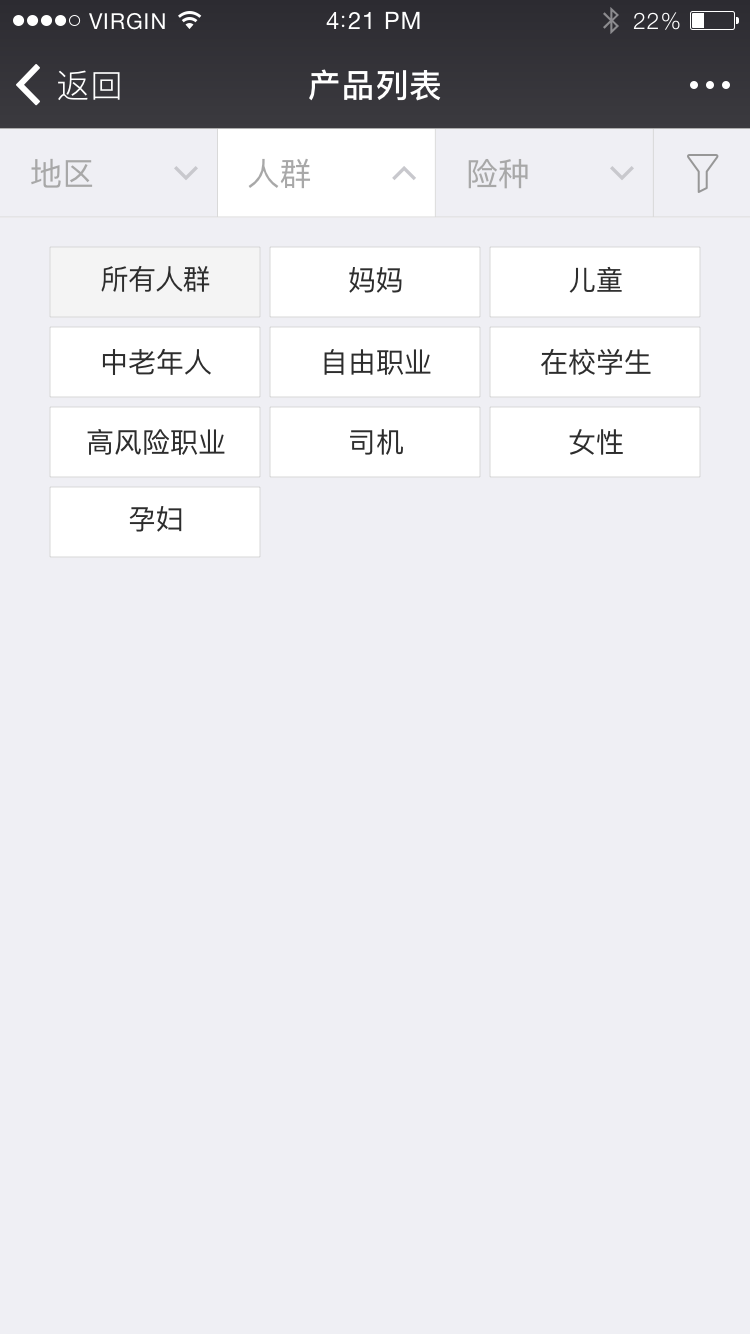 VIRGIN 4:21 PM 22%
返回 产品列表
地区 人群 险种
所有人群 妈妈 儿童
中老年人 自由职业 在校学生
高风险职业 司机 女性
孕妇